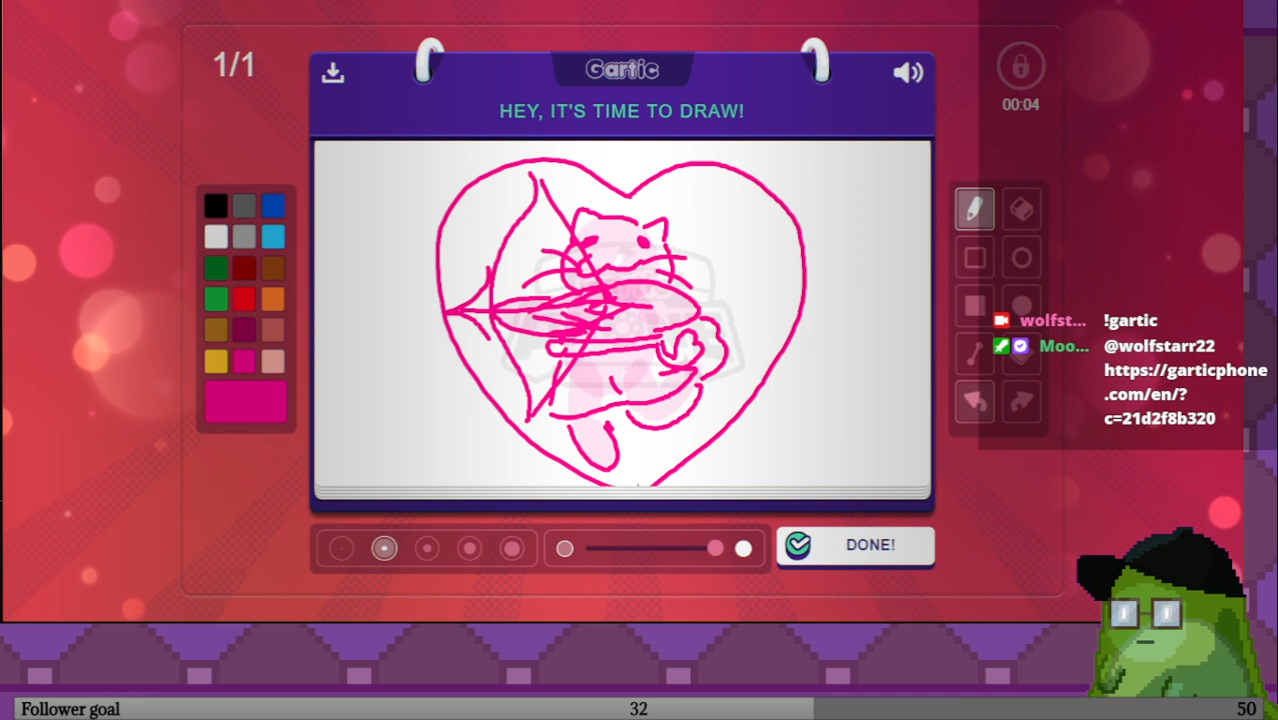 1/1
Gartic
HEY, IT'S TIME TO DRAW!
00:04
wolfst... !gartic
Moo... @wolfstarr22
https://garticphone
.com/en/?
c=21d2f8b320
DONE!
Follower goal 32 50